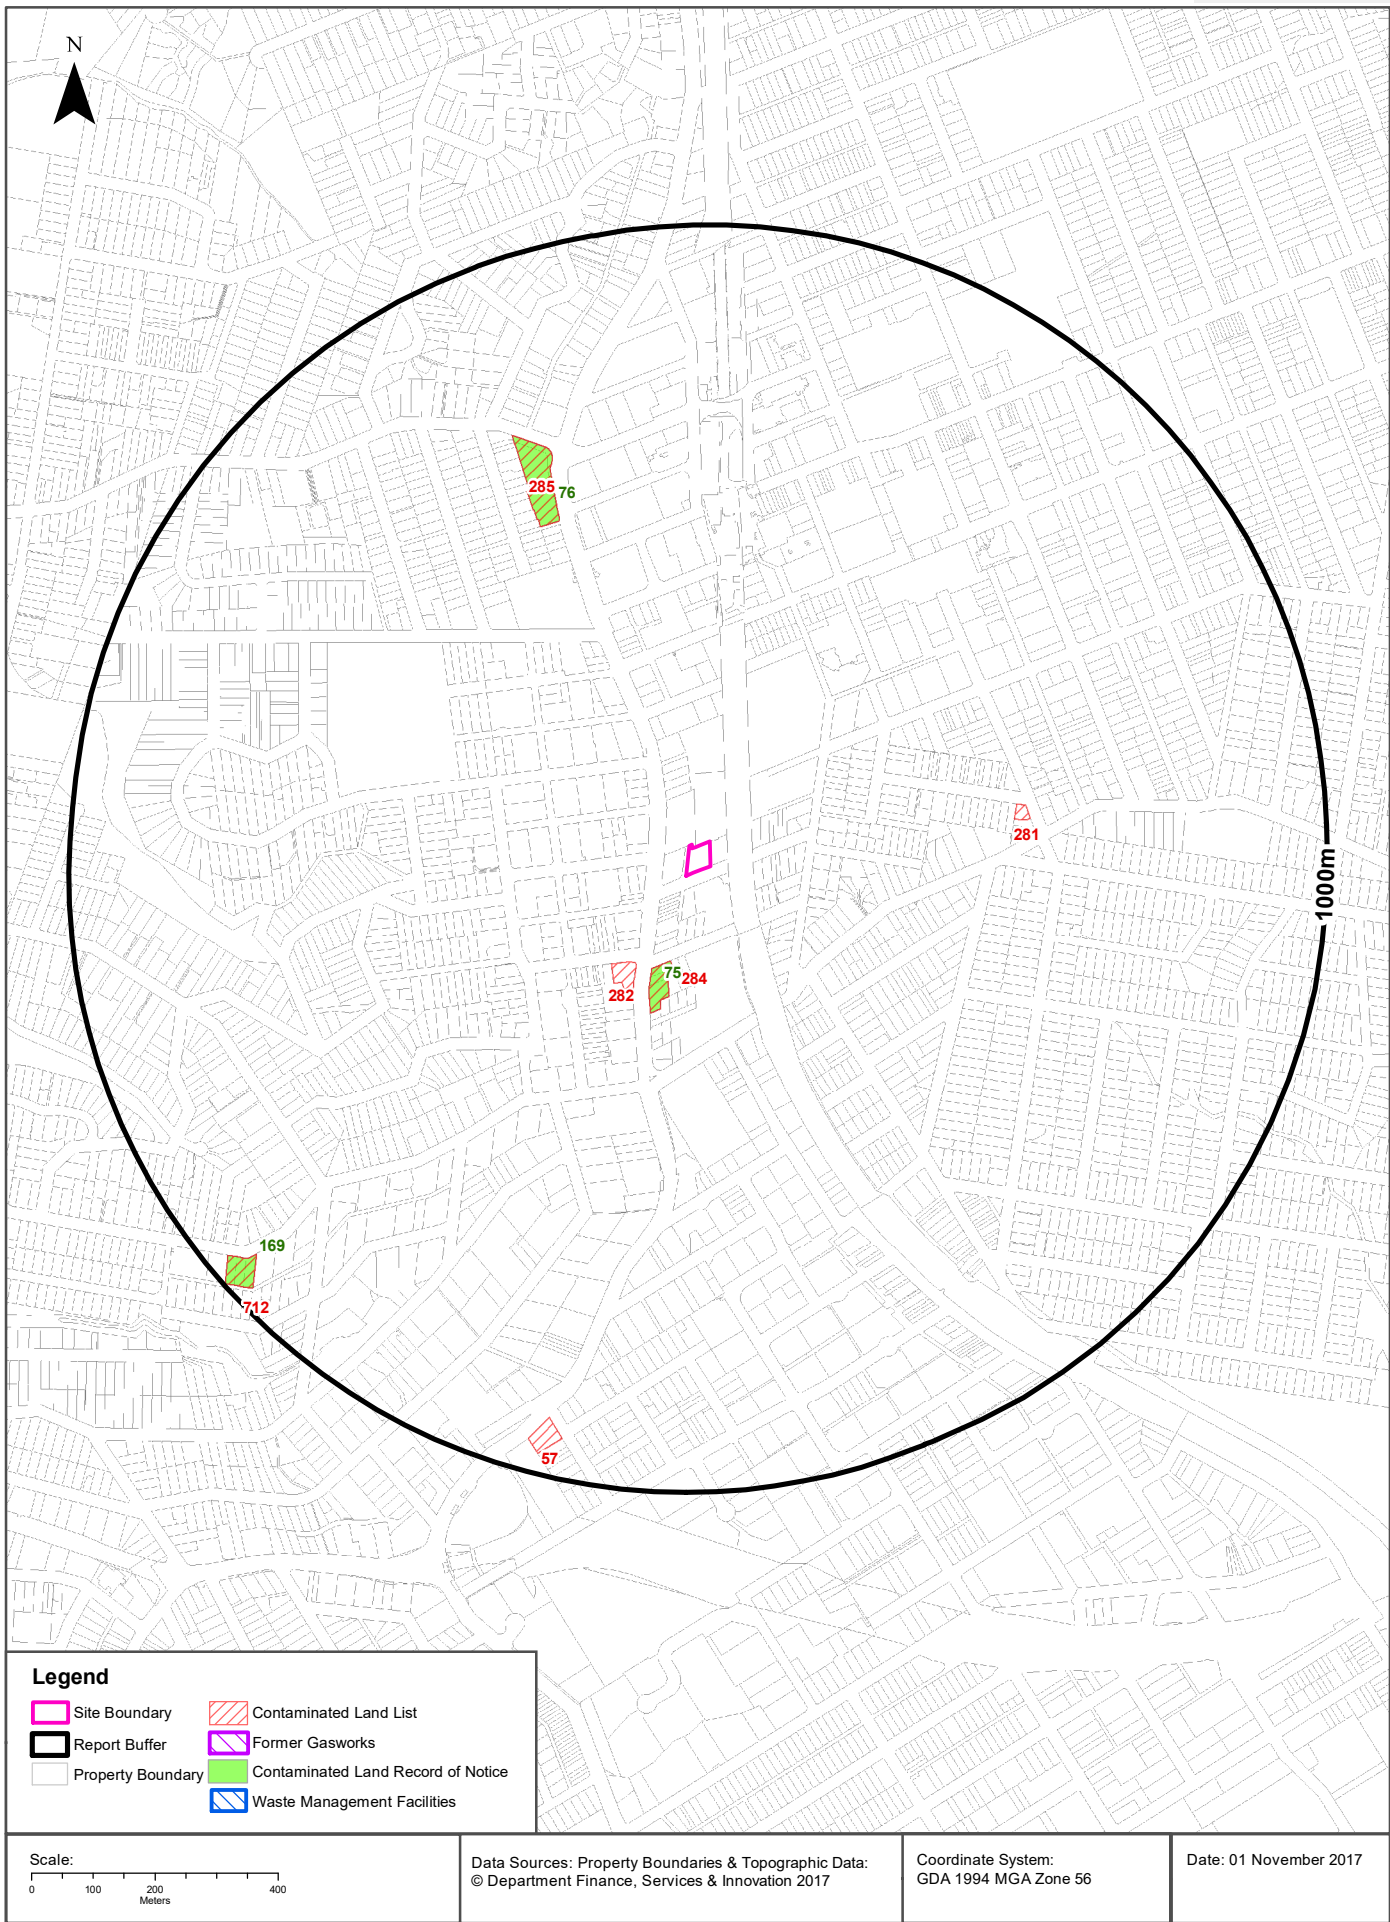 N
285 76
281
1000m
75 284
282
169
712
57
Legend
Site Boundary
Report Buffer
Property Boundary
Contaminated Land List
Former Gasworks
Contaminated Land Record of Notice
Waste Management Facilities
Scale:
0 100 200 400
Meters
Data Sources: Property Boundaries & Topographic Data:
© Department Finance, Services & Innovation 2017
Coordinate System:
GDA 1994 MGA Zone 56
Date: 01 November 2017